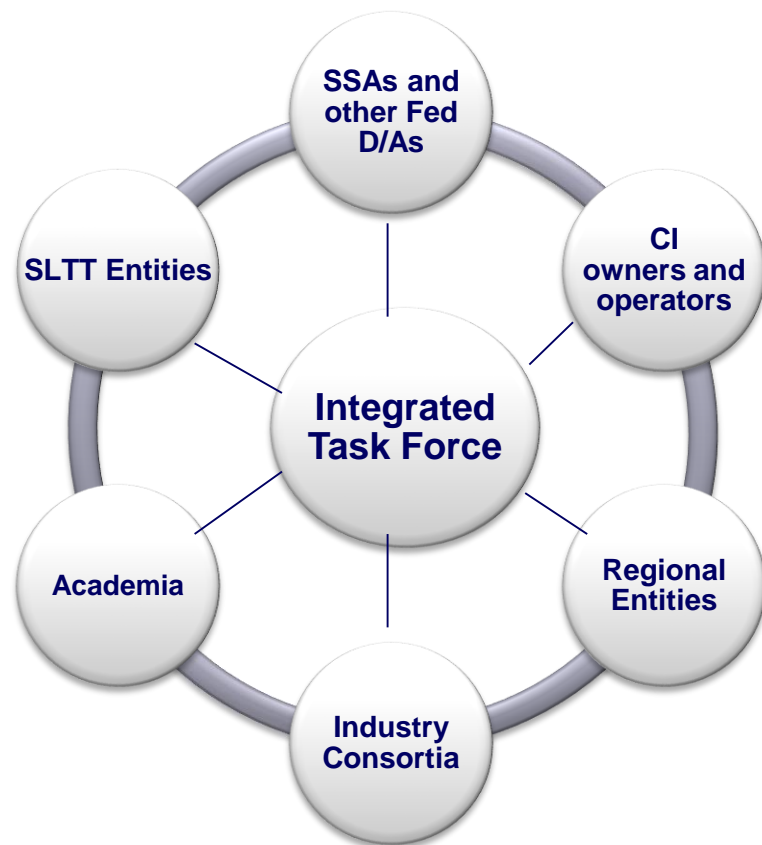 SSAs and
other Fed
D/As
SLTT Entities
CI
owners and
operators
Integrated
Task Force
Academia
Regional
Entities
Industry
Consortia